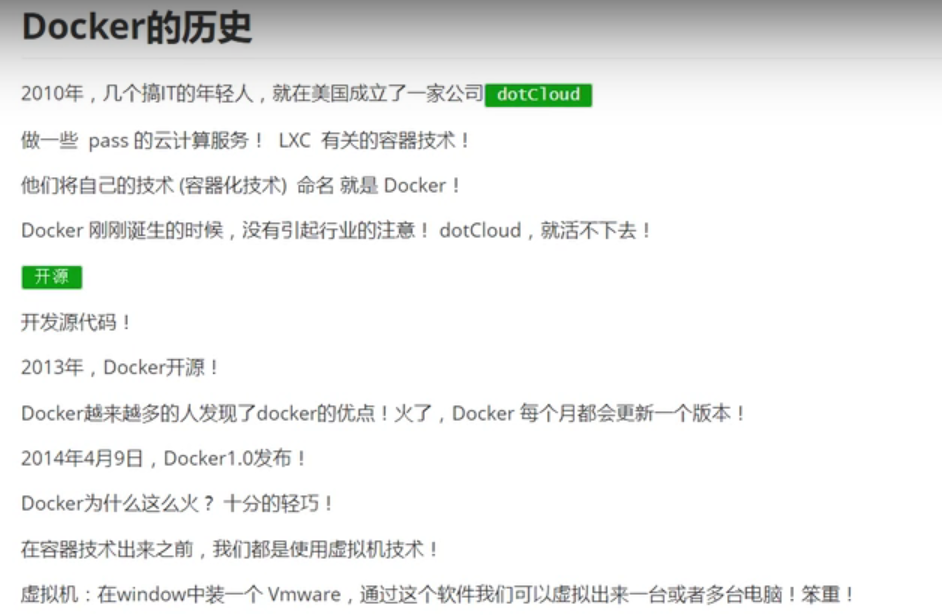 Docker的历史
2010年，几个搞IT的年轻人，就在美国成立了一家公司 dotCloud
做一些 pass 的云计算服务！ LXC 有关的容器技术！
他们将自己的技术 (容器化技术) 命名 就是 Docker！
Docker 刚刚诞生的时候，没有引起行业的注意！ dotCloud，就活不下去！
开源
开发源代码！
2013年，Docker开源！
Docker越来越多的人发现了docker的优点！火了，Docker 每个月都会更新一个版本！
2014年4月9日，Docker1.0发布！
Docker为什么这么火？ 十分的轻巧！
在容器技术出来之前，我们都是使用虚拟机技术！
虚拟机：在window中装一个 Vmware，通过这个软件我们可以虚拟出来一台或者多台电脑！笨重！